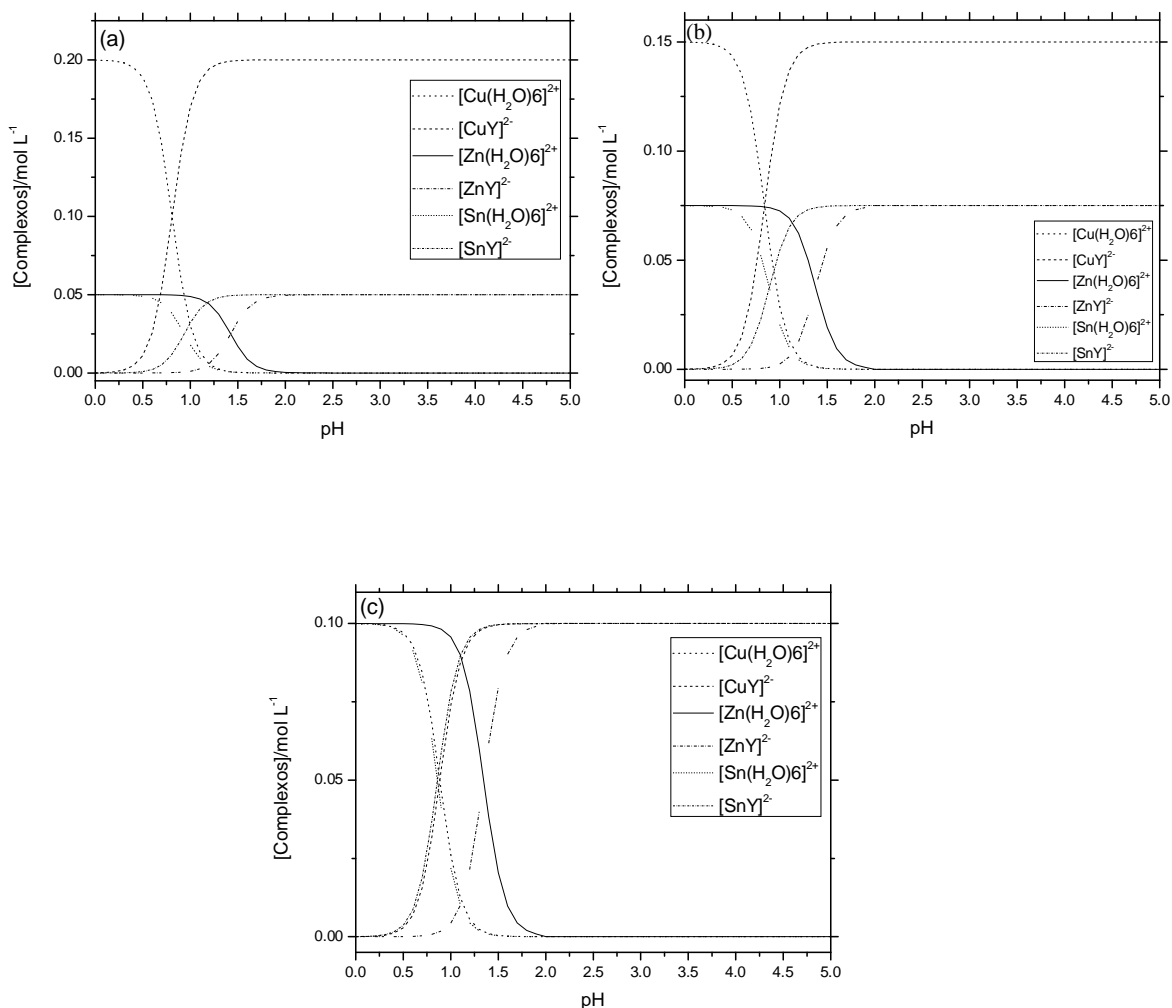 (a)
[Complexos]/mol L⁻¹
0.20
0.15
0.10
0.05
0.00
[Cu(H₂O)6]²⁺
[CuY]²⁻
[Zn(H₂O)6]²⁺
[ZnY]²⁻
[Sn(H₂O)6]²⁺
[SnY]²⁻
0.0 0.5 1.0 1.5 2.0 2.5 3.0 3.5 4.0 4.5 5.0
pH
(b)
[Complexos]/mol L⁻¹
0.15
0.10
0.05
0.00
[Cu(H₂O)6]²⁺
[CuY]²⁻
[Zn(H₂O)6]²⁺
[ZnY]²⁻
[Sn(H₂O)6]²⁺
[SnY]²⁻
0.0 0.5 1.0 1.5 2.0 2.5 3.0 3.5 4.0 4.5 5.0
pH
(c)
[Complexos]/mol L⁻¹
0.10
0.05
0.00
[Cu(H₂O)6]²⁺
[CuY]²⁻
[Zn(H₂O)6]²⁺
[ZnY]²⁻
[Sn(H₂O)6]²⁺
[SnY]²⁻
0.0 0.5 1.0 1.5 2.0 2.5 3.0 3.5 4.0 4.5 5.0
pH